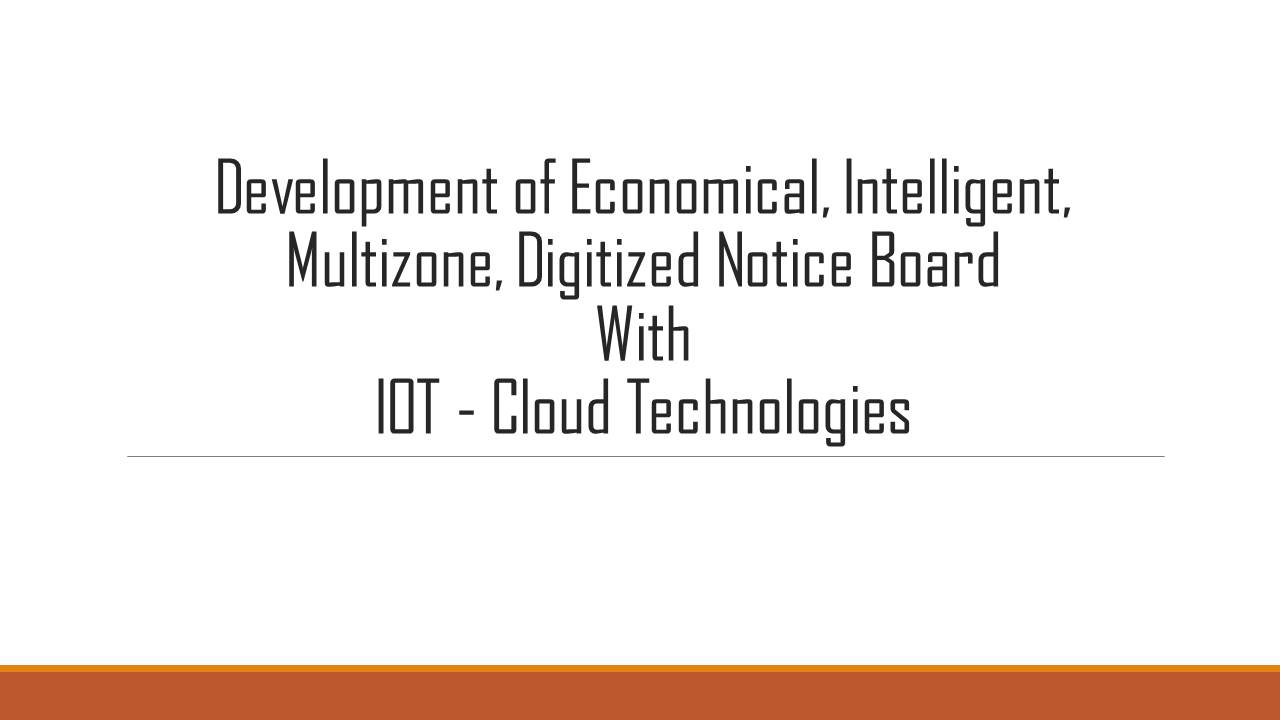 Development of Economical, Intelligent,
Multizone, Digitized Notice Board
With
IOT - Cloud Technologies